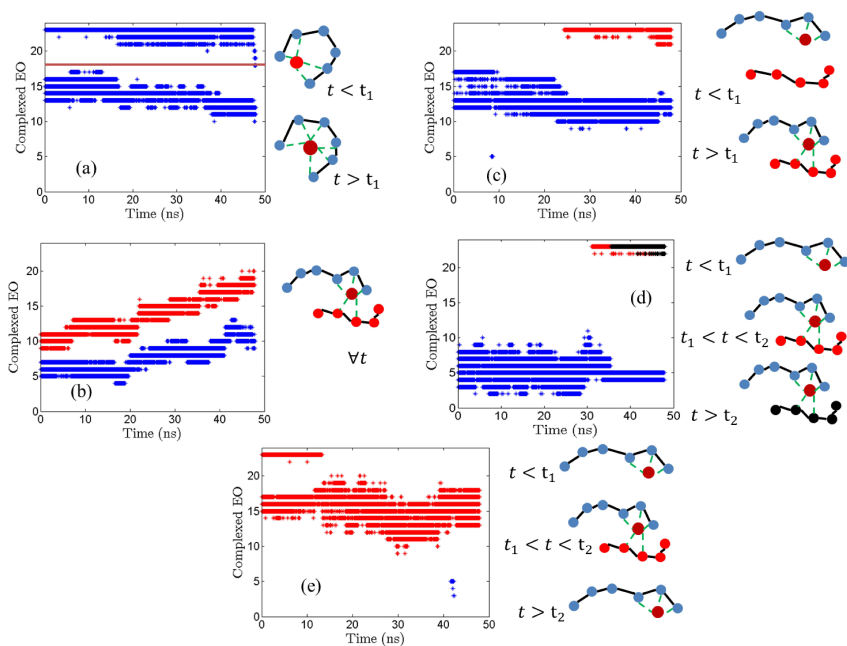 Complexed EO
20
15
10
5
0
0
10
20
30
40
50
Time (ns)
(a)
t < t₁
t > t₁
Complexed EO
20
15
10
5
0
0
10
20
30
40
50
Time (ns)
(c)
t < t₁
t > t₁
Complexed EO
20
15
10
5
0
0
10
20
30
40
50
Time (ns)
(b)
∀t
Complexed EO
20
15
10
5
0
0
10
20
30
40
50
Time (ns)
(d)
t < t₁
t₁ < t < t₂
t > t₂
Complexed EO
20
15
10
5
0
0
10
20
30
40
50
Time (ns)
(e)
t < t₁
t₁ < t < t₂
t > t₂